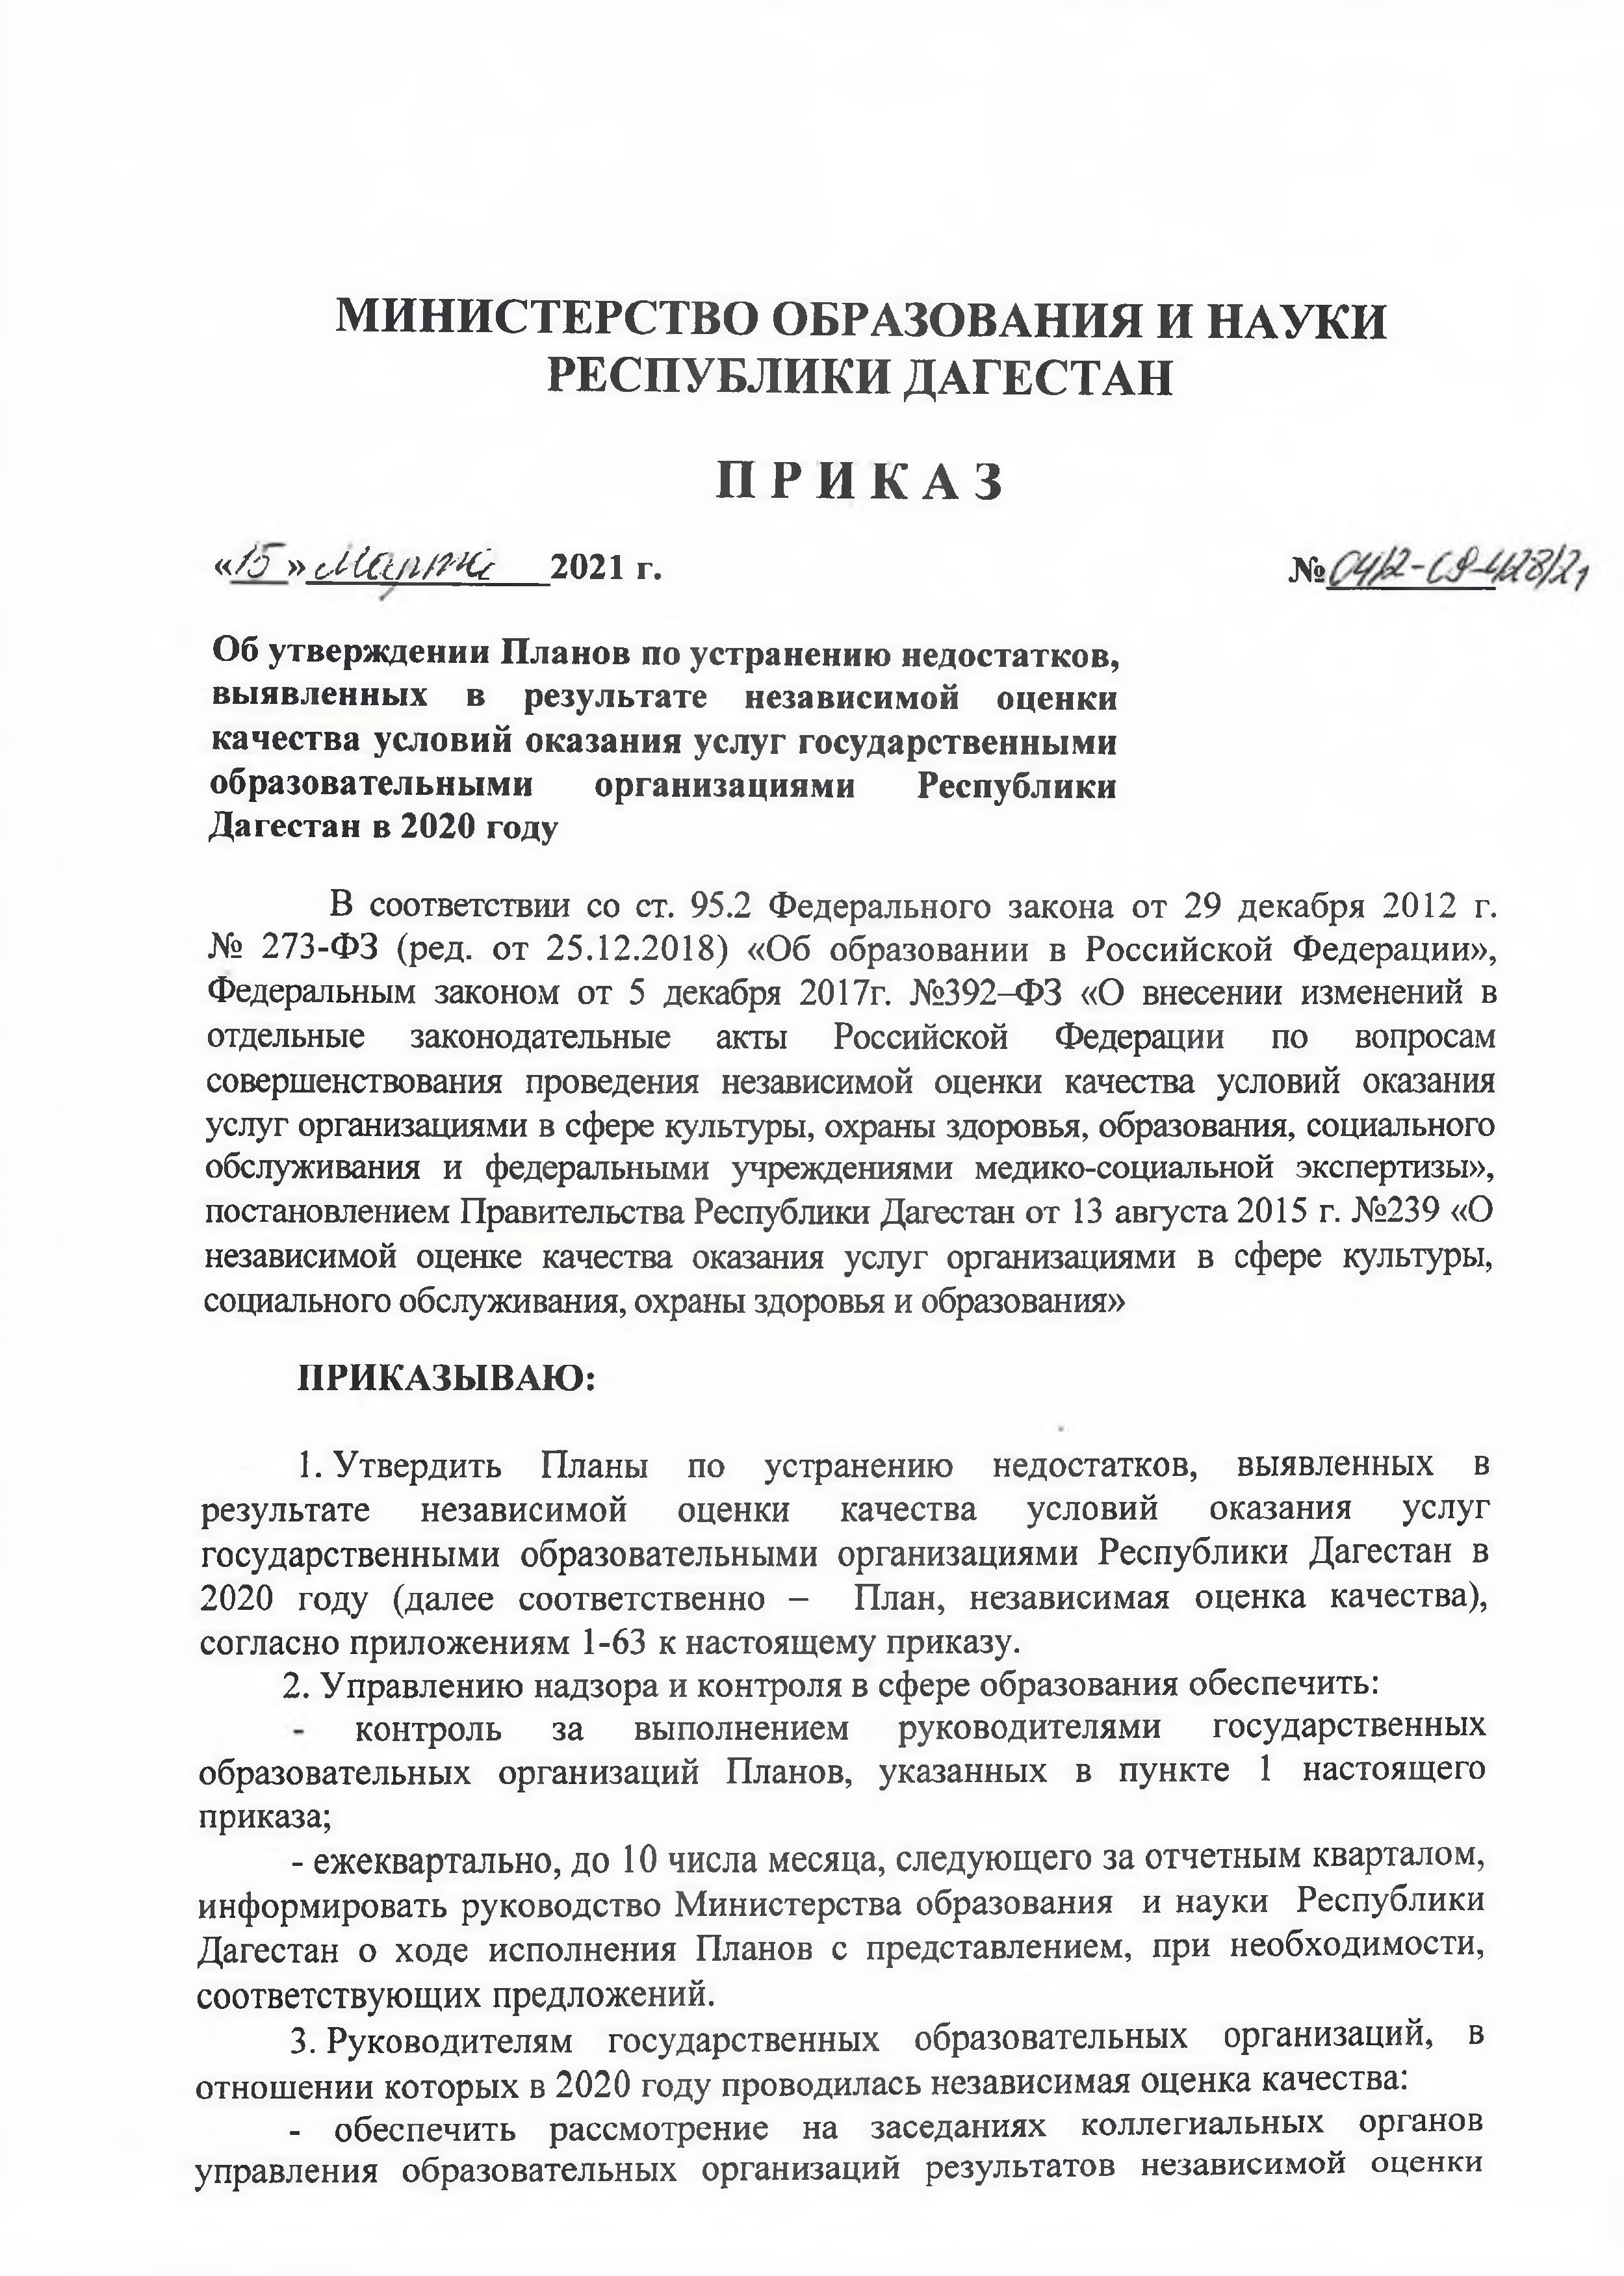 МИНИСТЕРСТВО ОБРАЗОВАНИЯ И НАУКИ
РЕСПУБЛИКИ ДАГЕСТАН
П Р И К А З
«15» Марта 2021 г.
№
Об утверждении Планов по устранению недостатков,
выявленных в результате независимой оценки
качества условий оказания услуг государственными
образовательными организациями Республики
Дагестан в 2020 году
В соответствии со ст. 95.2 Федерального закона от 29 декабря 2012 г.
№ 273-ФЗ (ред. от 25.12.2018) «Об образовании в Российской Федерации»,
Федеральным законом от 5 декабря 2017г. №392–ФЗ «О внесении изменений в
отдельные законодательные акты Российской Федерации по вопросам
совершенствования проведения независимой оценки качества условий оказания
услуг организациями в сфере культуры, охраны здоровья, образования, социального
обслуживания и федеральными учреждениями медико-социальной экспертизы»,
постановлением Правительства Республики Дагестан от 13 августа 2015 г. №239 «О
независимой оценке качества оказания услуг организациями в сфере культуры,
социального обслуживания, охраны здоровья и образования»
ПРИКАЗЫВАЮ:
1. Утвердить Планы по устранению недостатков, выявленных в
результате независимой оценки качества условий оказания услуг
государственными образовательными организациями Республики Дагестан в
2020 году (далее соответственно – План, независимая оценка качества),
согласно приложениям 1-63 к настоящему приказу.
2. Управлению надзора и контроля в сфере образования обеспечить:
- контроль за выполнением руководителями государственных
образовательных организаций Планов, указанных в пункте 1 настоящего
приказа;
- ежеквартально, до 10 числа месяца, следующего за отчетным кварталом,
информировать руководство Министерства образования и науки Республики
Дагестан о ходе исполнения Планов с представлением, при необходимости,
соответствующих предложений.
3. Руководителям государственных образовательных организаций, в
отношении которых в 2020 году проводилась независимая оценка качества:
- обеспечить рассмотрение на заседаниях коллегиальных органов
управления образовательных организаций результатов независимой оценки